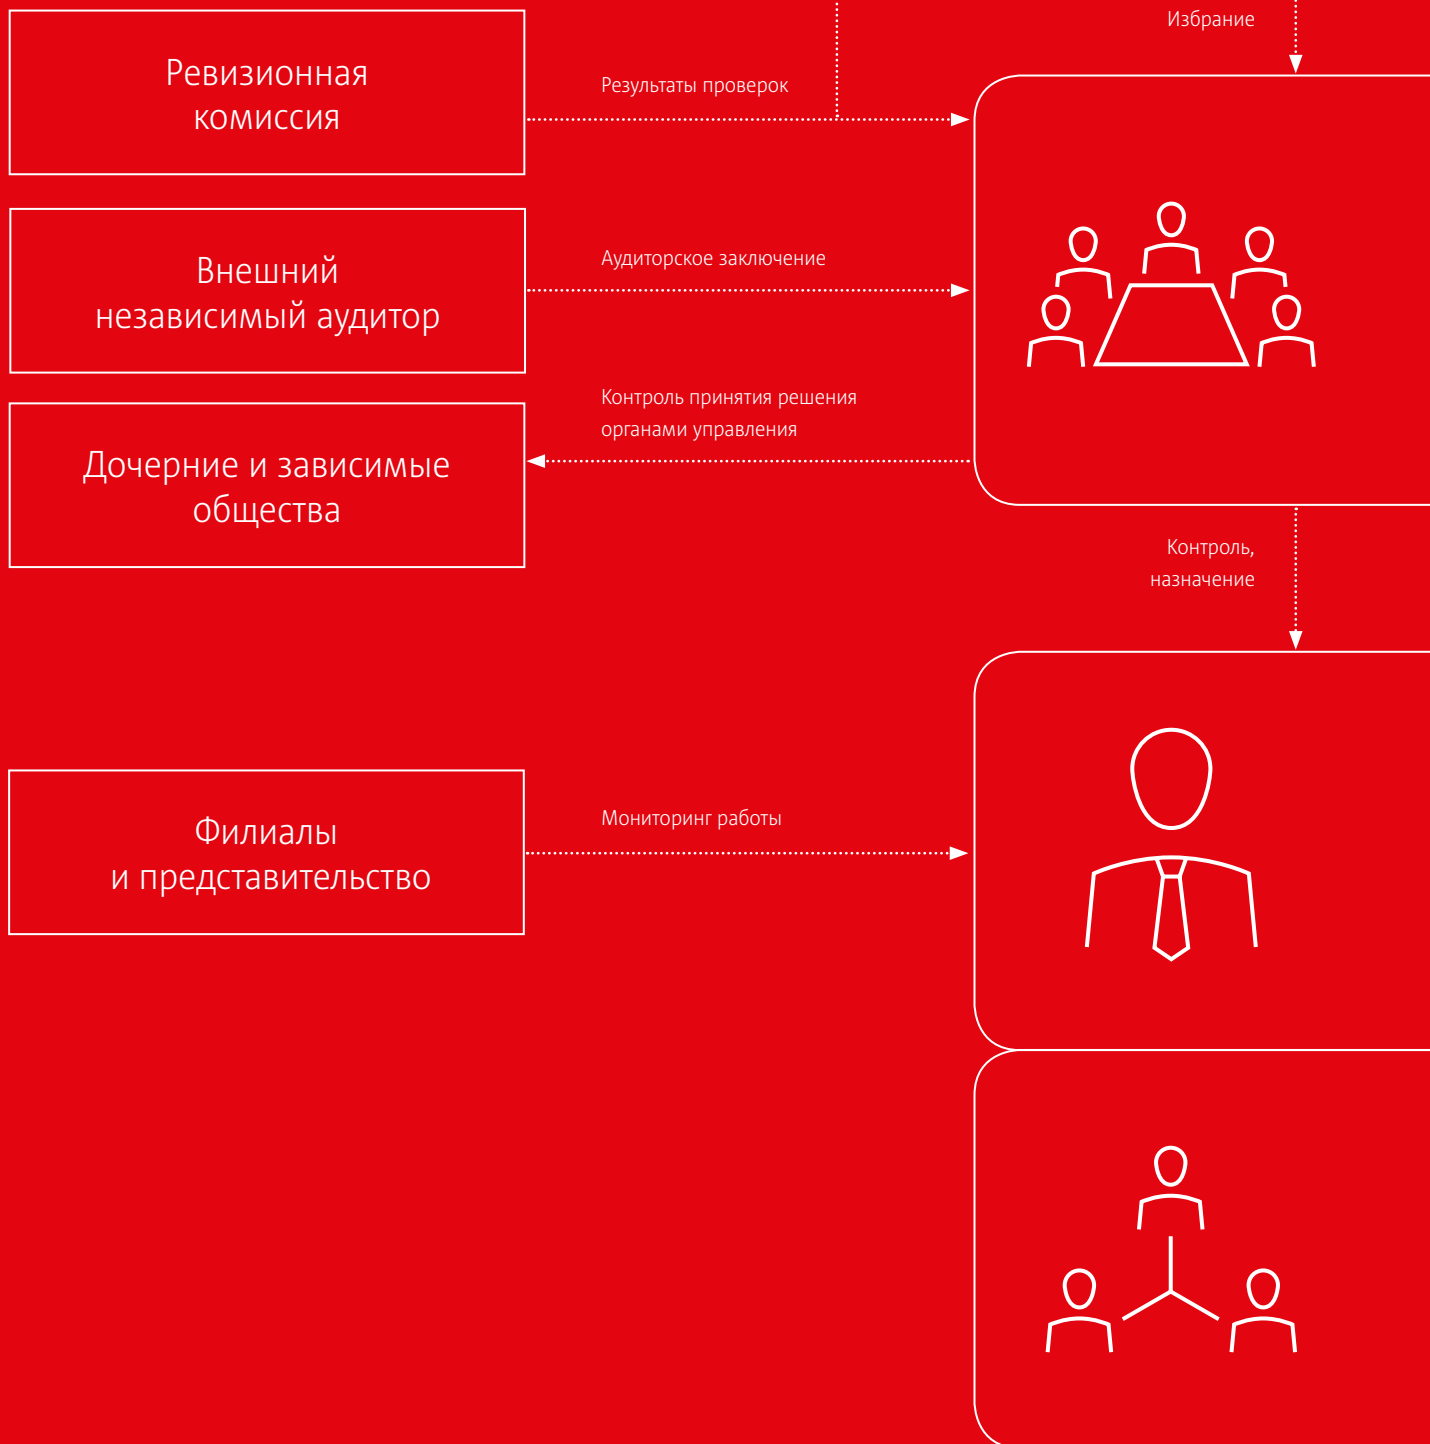 Избрание
Ревизионная
комиссия
Результаты проверок
Внешний
независимый аудитор
Аудиторское заключение
Дочерние и зависимые
общества
Контроль принятия решения
органами управления
Контроль,
назначение
Филиалы
и представительство
Мониторинг работы